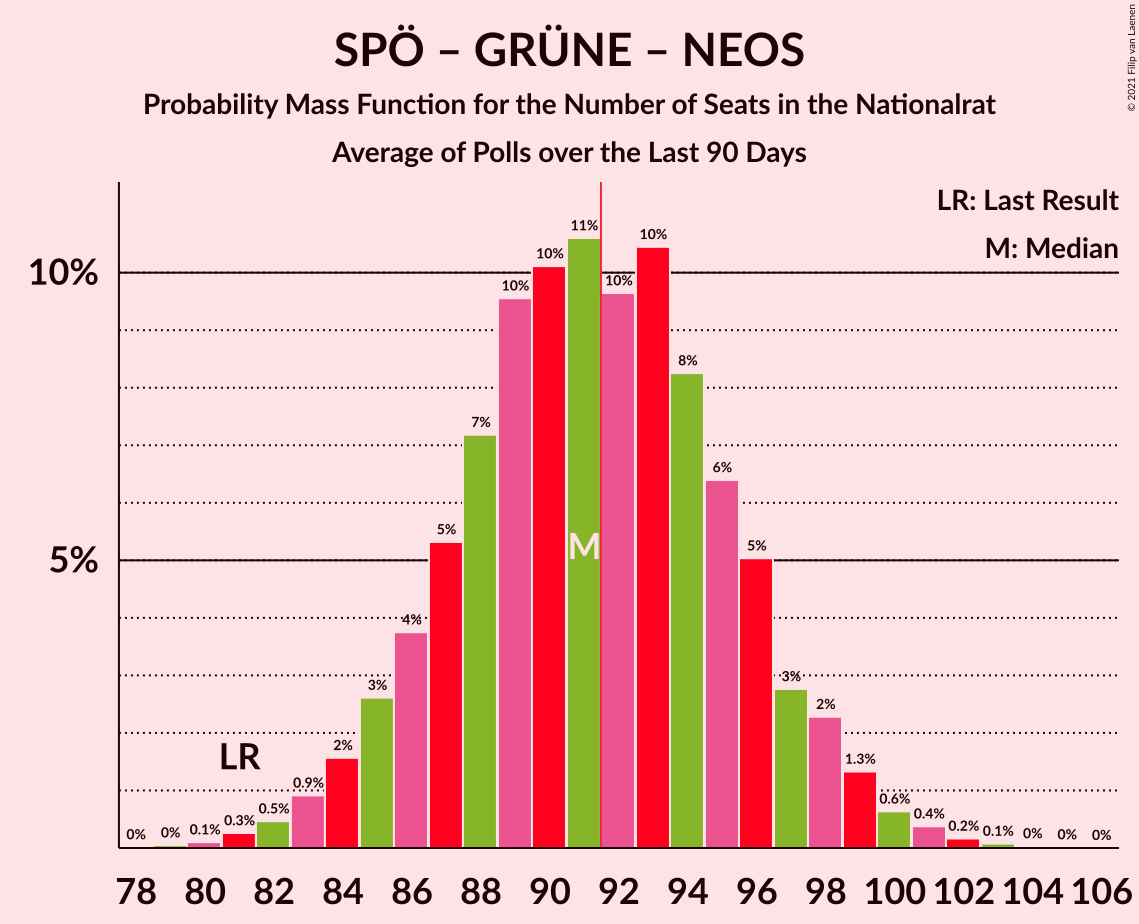 SPÖ – GRÜNE – NEOS
Probability Mass Function for the Number of Seats in the Nationalrat
Average of Polls over the Last 90 Days
© 2021 Filip van Laenen
LR: Last Result
M: Median
10%
5%
0% 0% 0.1% 0.3% 0.5% 0.9% 2% 3% 4% 5% 7% 10% 10% 11% 10% 10% 8% 6% 5% 3% 2% 1.3% 0.6% 0.4% 0.2% 0.1% 0% 0% 0%
LR
M
78 80 82 84 86 88 90 92 94 96 98 100 102 104 106